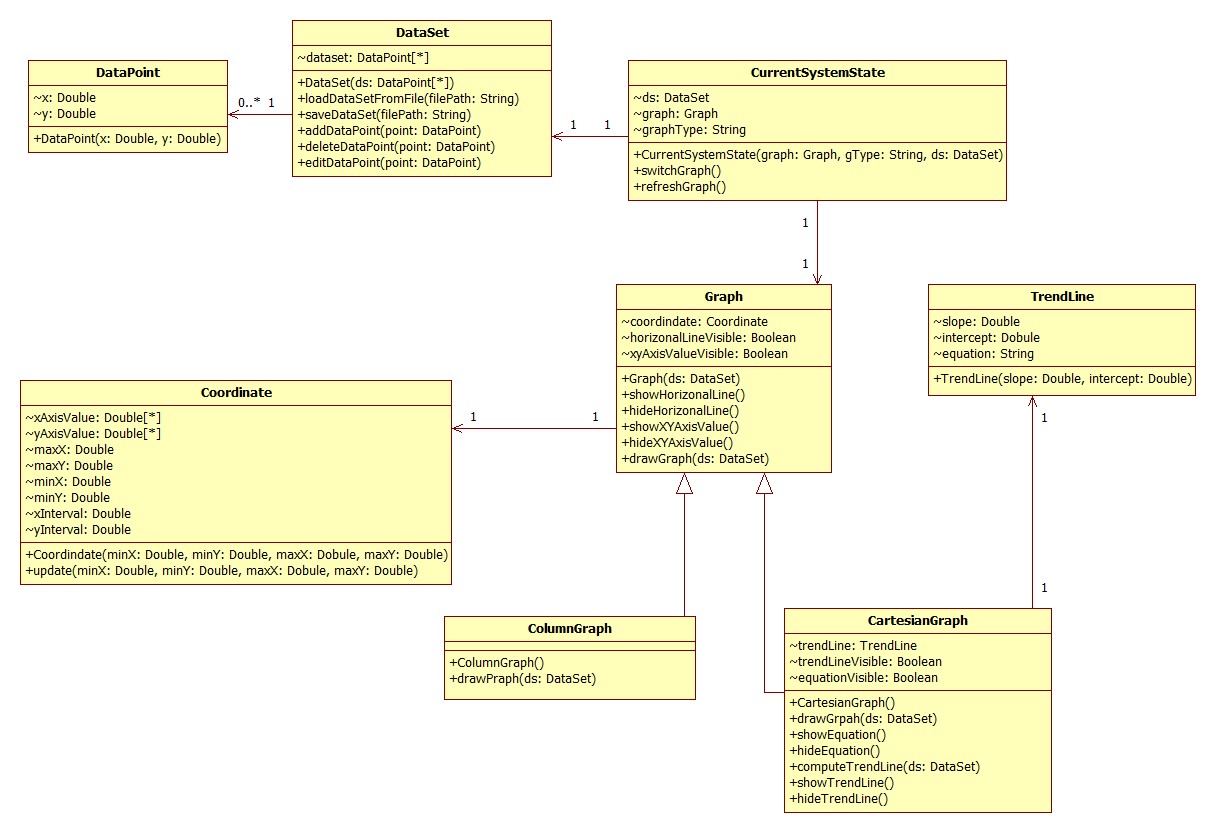 DataSet
~dataset: DataPoint[*]
+DataSet(ds: DataPoint[*])
+loadDataSetFromFile(filePath: String)
+saveDataSet(filePath: String)
+addDataPoint(point: DataPoint)
+deleteDataPoint(point: DataPoint)
+editDataPoint(point: DataPoint)
DataPoint
~x: Double
~y: Double
+DataPoint(x: Double, y: Double)
0..* 1
CurrentSystemState
~ds: DataSet
~graph: Graph
~graphType: String
+CurrentSystemState(graph: Graph, gType: String, ds: DataSet)
+switchGraph()
+refreshGraph()
1 1
1
1
Graph
~coordindate: Coordinate
~horizonalLineVisible: Boolean
~xyAxisValueVisible: Boolean
+Graph(ds: DataSet)
+showHorizonalLine()
+hideHorizonalLine()
+showXYAxisValue()
+hideXYAxisValue()
+drawGraph(ds: DataSet)
TrendLine
~slope: Double
~intercept: Dobule
~equation: String
+TrendLine(slope: Double, intercept: Double)
Coordinate
~xAxisValue: Double[*]
~yAxisValue: Double[*]
~maxX: Double
~maxY: Double
~minX: Double
~minY: Double
~xInterval: Double
~yInterval: Double
+Coordindate(minX: Double, minY: Double, maxX: Dobule, maxY: Double)
+update(minX: Double, minY: Double, maxX: Dobule, maxY: Double)
1 1
1
1
ColumnGraph
+ColumnGraph()
+drawPraph(ds: DataSet)
CartesianGraph
~trendLine: TrendLine
~trendLineVisible: Boolean
~equationVisible: Boolean
+CartesianGraph()
+drawGrpah(ds: DataSet)
+showEquation()
+hideEquation()
+computeTrendLine(ds: DataSet)
+showTrendLine()
+hideTrendLine()